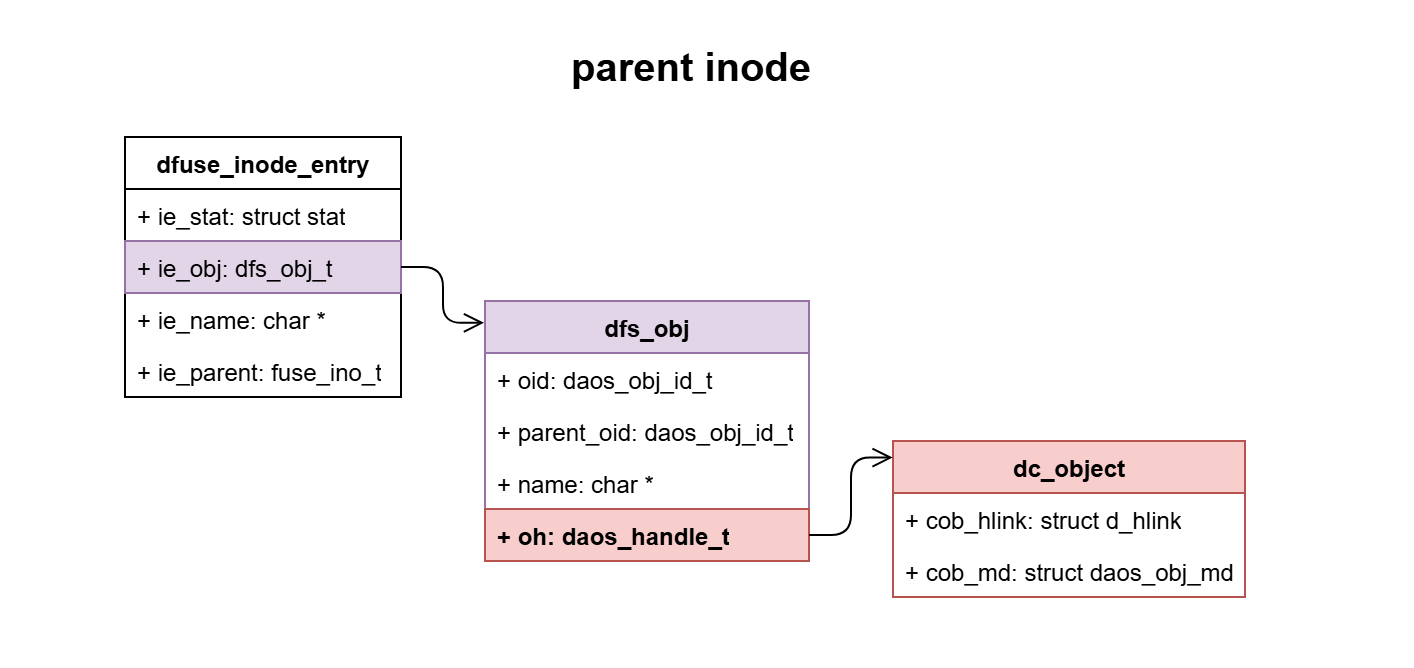 parent inode
dfuse_inode_entry
+ ie_stat: struct stat
+ ie_obj: dfs_obj_t
+ ie_name: char *
+ ie_parent: fuse_ino_t
dfs_obj
+ oid: daos_obj_id_t
+ parent_oid: daos_obj_id_t
+ name: char *
+ oh: daos_handle_t
dc_object
+ cob_hlink: struct d_hlink
+ cob_md: struct daos_obj_md